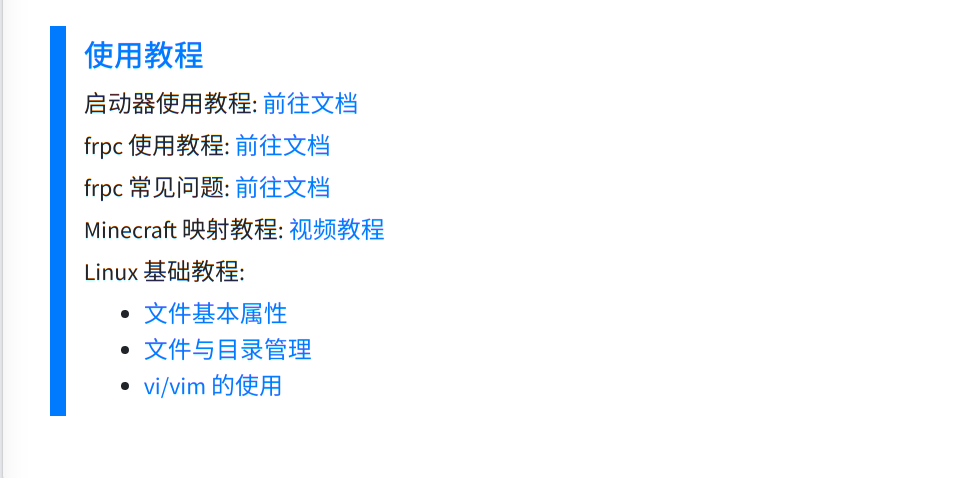 使用教程
启动器使用教程: 前往文档
frpc 使用教程: 前往文档
frpc 常见问题: 前往文档
Minecraft 映射教程: 视频教程
Linux 基础教程:
文件基本属性
文件与目录管理
vi/vim 的使用